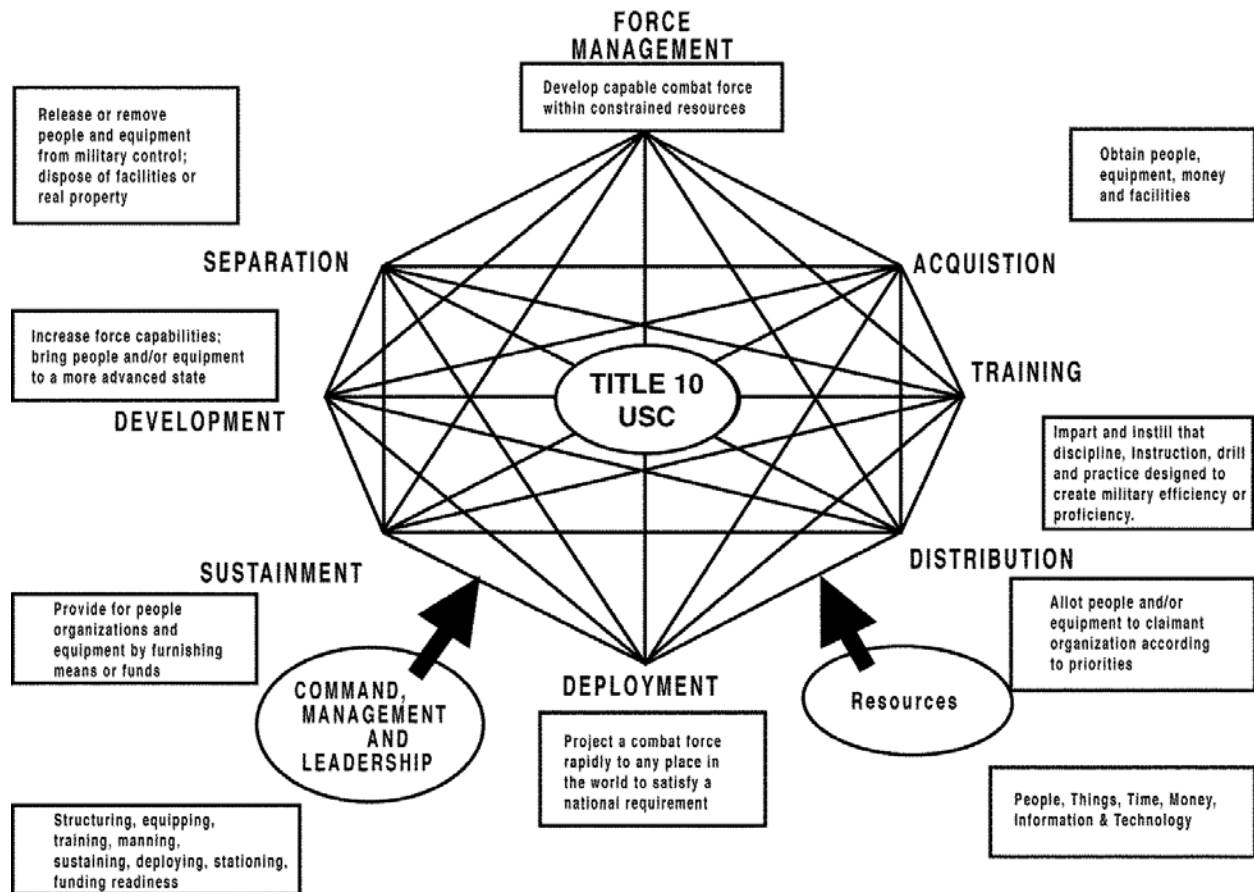 FORCE
MANAGEMENT
Develop capable combat force
within constrained resources
Release or remove
people and equipment
from military control;
dispose of facilities or
real property
Obtain people,
equipment, money
and facilities
SEPARATION
ACQUISTION
Increase force capabilities;
bring people and/or equipment
to a more advanced state
DEVELOPMENT
TITLE 10
USC
TRAINING
Impart and instill that
discipline, Instruction, drill
and practice designed to
create military efficiency or
proficiency.
SUSTAINMENT
DISTRIBUTION
Provide for people
organizations and
equipment by furnishing
means or funds
Allot people and/or
equipment to claimant
organization according
to priorities
COMMAND,
MANAGEMENT
AND
LEADERSHIP
DEPLOYMENT
Resources
Project a combat force
rapidly to any place in
the world to satisfy a
national requirement
Structuring, equipping,
training, manning,
sustaining, deploying, stationing,
funding readiness
People, Things, Time, Money,
Information & Technology